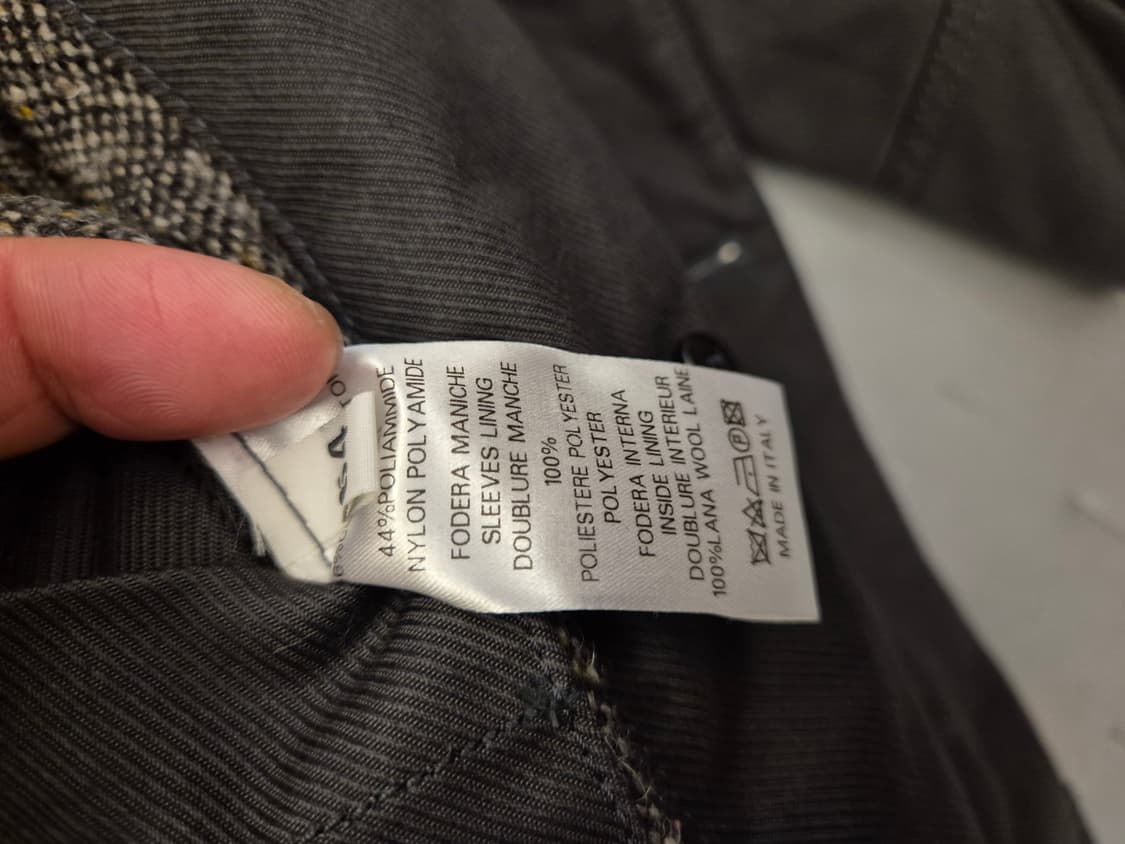 44%POLIAMMIDE
NYLON POLYAMIDE
FODERA MANICHE
SLEEVES LINING
DOUBLURE MANCHE
100%
POLIESTERE POLYESTER
POLYESTER
FODERA INTERNA
INSIDE LINING
DOUBLURE INTERIEUR
100%LANA WOOL LAINE
MADE IN ITALY